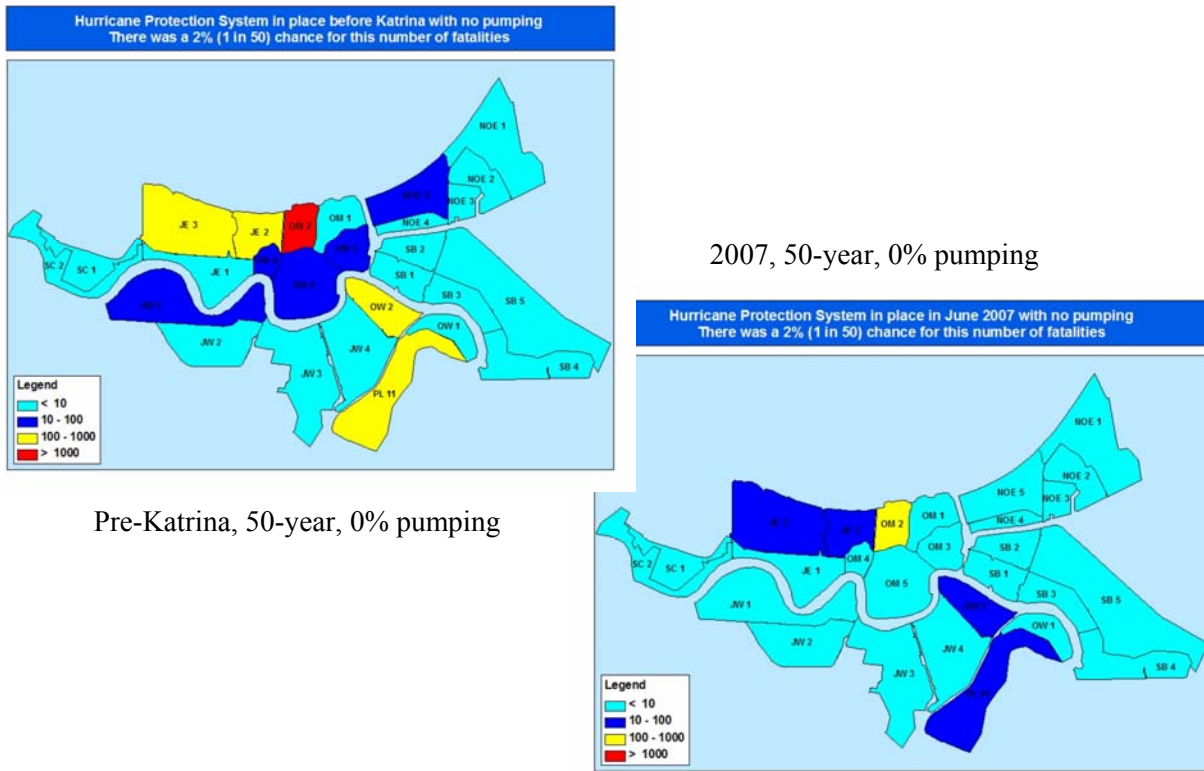 Hurricane Protection System in place before Katrina with no pumping
There was a 2% (1 in 50) chance for this number of fatalities
NOE 1
NOE 2
NOE 3
NOE 4
JE 3
JE 2
OM 2
OM 1
SC 2
SC 1
JE 1
SB 2
SB 1
SB 3
SB 5
OW 2
OW 1
JW 2
JW 4
JW 3
SB 4
PL 11
Legend
< 10
10 - 100
100 - 1000
> 1000
Pre-Katrina, 50-year, 0% pumping
2007, 50-year, 0% pumping
Hurricane Protection System in place in June 2007 with no pumping
There was a 2% (1 in 50) chance for this number of fatalities
NOE 1
NOE 2
NOE 5
NOE 3
NOE 4
OM 2
OM 1
OM 3
OM 4
SB 2
SC 2
SC 1
JE 1
OM 5
SB 1
SB 3
SB 5
JW 1
OW 1
JW 2
JW 4
JW 3
SB 4
Legend
< 10
10 - 100
100 - 1000
> 1000